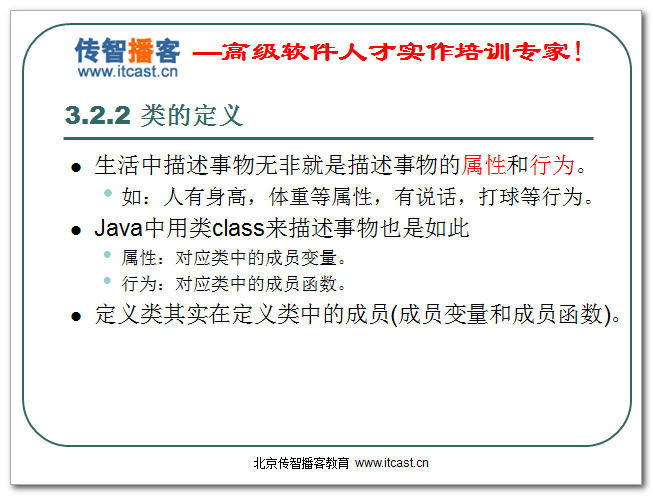 传智播客 —高级软件人才实作培训专家！
www.itcast.cn
3.2.2 类的定义
生活中描述事物无非就是描述事物的属性和行为。
如：人有身高，体重等属性，有说话，打球等行为。
Java中用类class来描述事物也是如此
属性：对应类中的成员变量。
行为：对应类中的成员函数。
定义类其实在定义类中的成员(成员变量和成员函数)。
北京传智播客教育 www.itcast.cn